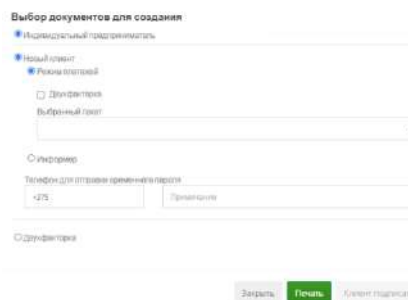 Выбор документов для создания
Индивидуальный предприниматель
Новый клиент
Режим платежей
Двухфакторка
Выбранный пакет
Информер
Телефон для отправки временного пароля
+375
Примечание
Двухфакторка
Закрыть
Печать
Клиент подписал